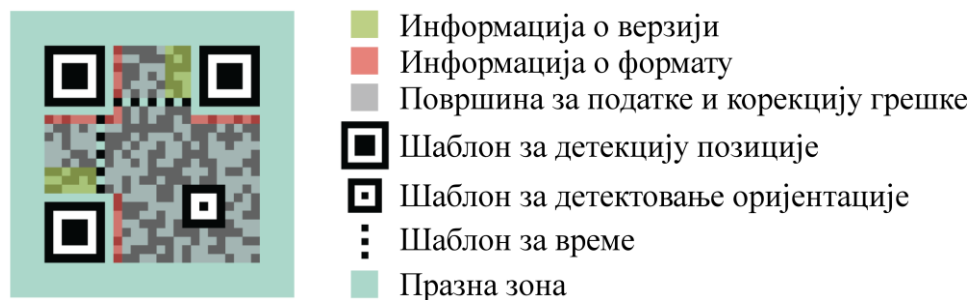 Информација о верзији
Информација о формату
Површина за податке и корекцију грешке
Шаблон за детекцију позиције
Шаблон за детектовање оријентације
Шаблон за време
Празна зона